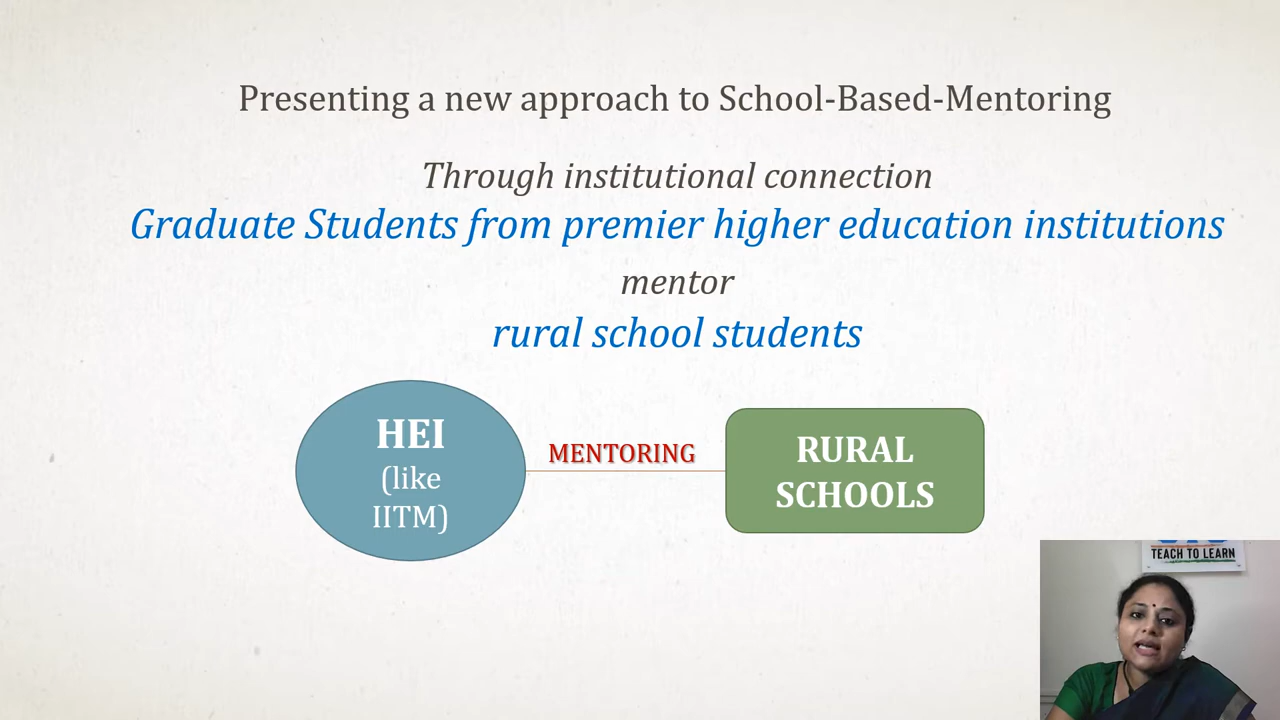 Presenting a new approach to School-Based-Mentoring
Through institutional connection
Graduate Students from premier higher education institutions
mentor
rural school students
HEI
(like
IITM)
MENTORING
RURAL
SCHOOLS
TEACH TO LEARN